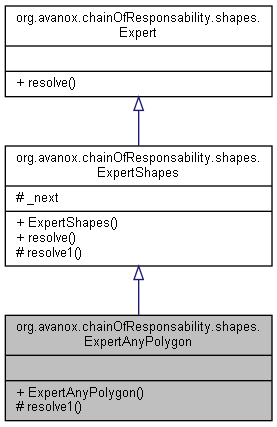 org.avanox.chainOfResponsability.shapes.
Expert
+ resolve()
org.avanox.chainOfResponsability.shapes.
ExpertShapes
# _next
+ ExpertShapes()
+ resolve()
# resolve1()
org.avanox.chainOfResponsability.shapes.
ExpertAnyPolygon
+ ExpertAnyPolygon()
# resolve1()